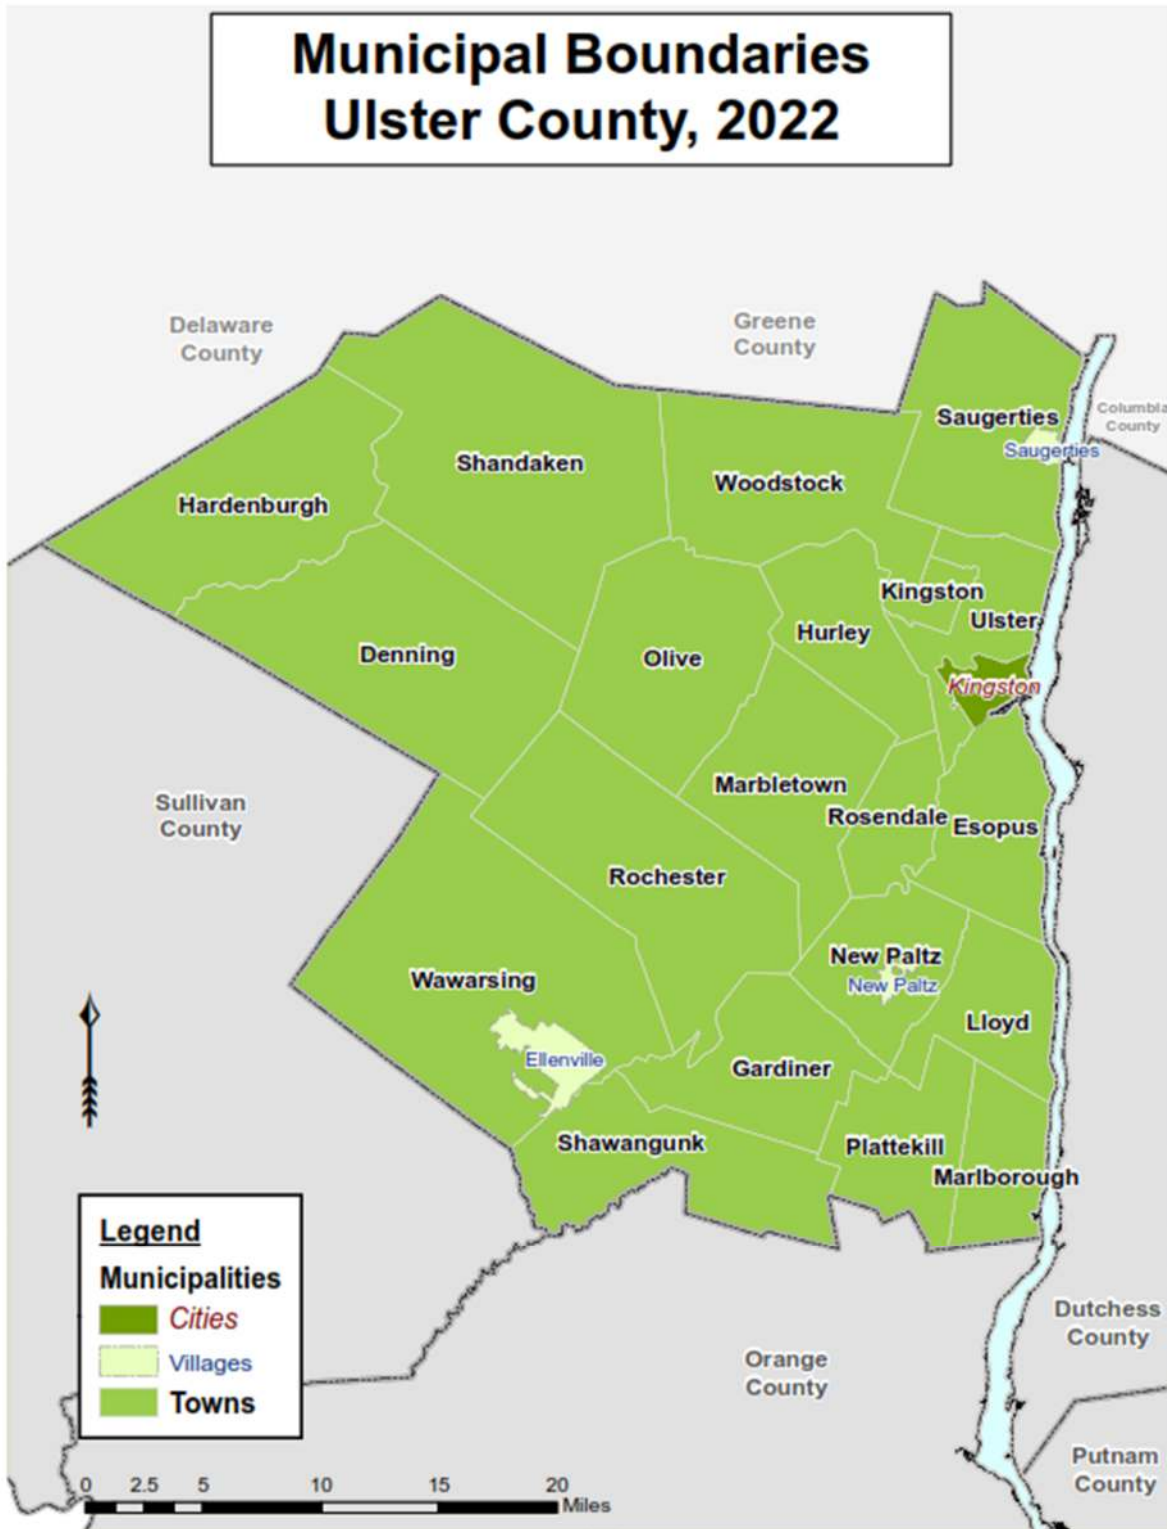 Municipal Boundaries
Ulster County, 2022
Delaware
County
Greene
County
Columbia
County
Saugerties
Saugerties
Shandaken
Woodstock
Hardenburgh
Kingston
Ulster
Hurley
Denning
Olive
Kingston
Marbletown
Rosendale
Esopus
Sullivan
County
Rochester
New Paltz
New Paltz
Wawarsing
Lloyd
Ellenville
Gardiner
Shawangunk
Plattekill
Marlborough
Legend
Municipalities
Cities
Villages
Towns
Dutchess
County
Orange
County
Putnam
County
0 2.5 5 10 15 20
Miles